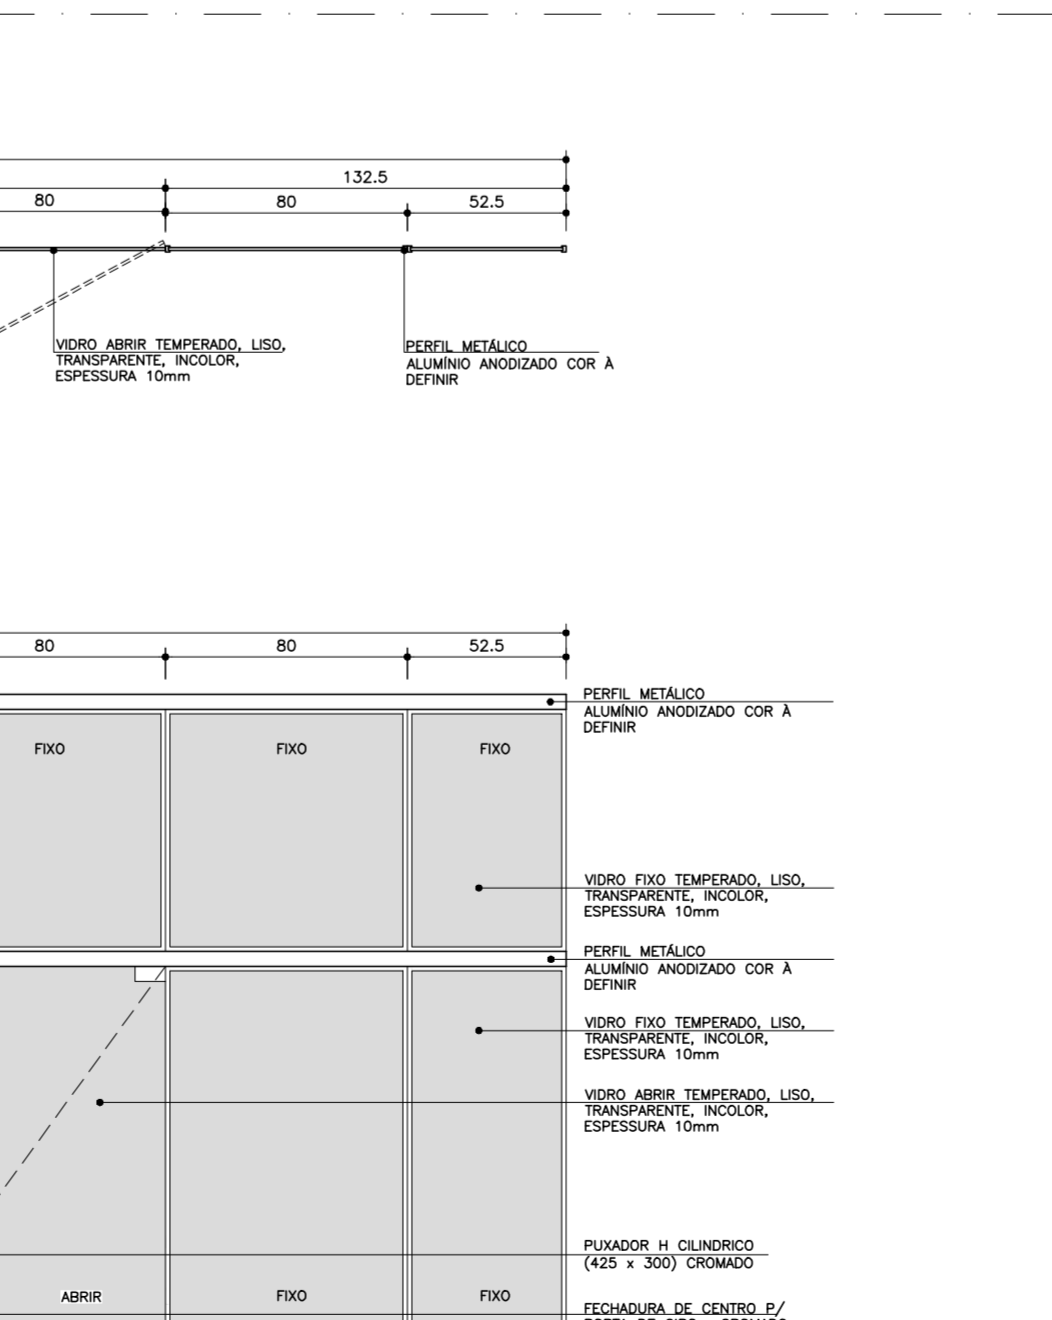 132.5
80 80 52.5
VIDRO ABRIR TEMPERADO, LISO,
TRANSPARENTE, INCOLOR,
ESPESSURA 10mm
PERFIL METÁLICO
ALUMÍNIO ANODIZADO COR À
DEFINIR
80 80 52.5
PERFIL METÁLICO
ALUMÍNIO ANODIZADO COR À
DEFINIR
FIXO FIXO FIXO
VIDRO FIXO TEMPERADO, LISO,
TRANSPARENTE, INCOLOR,
ESPESSURA 10mm
PERFIL METÁLICO
ALUMÍNIO ANODIZADO COR À
DEFINIR
VIDRO FIXO TEMPERADO, LISO,
TRANSPARENTE, INCOLOR,
ESPESSURA 10mm
VIDRO ABRIR TEMPERADO, LISO,
TRANSPARENTE, INCOLOR,
ESPESSURA 10mm
PUXADOR H CILINDRICO
(425 x 300) CROMADO
ABRIR FIXO FIXO
FECHADURA DE CENTRO P/